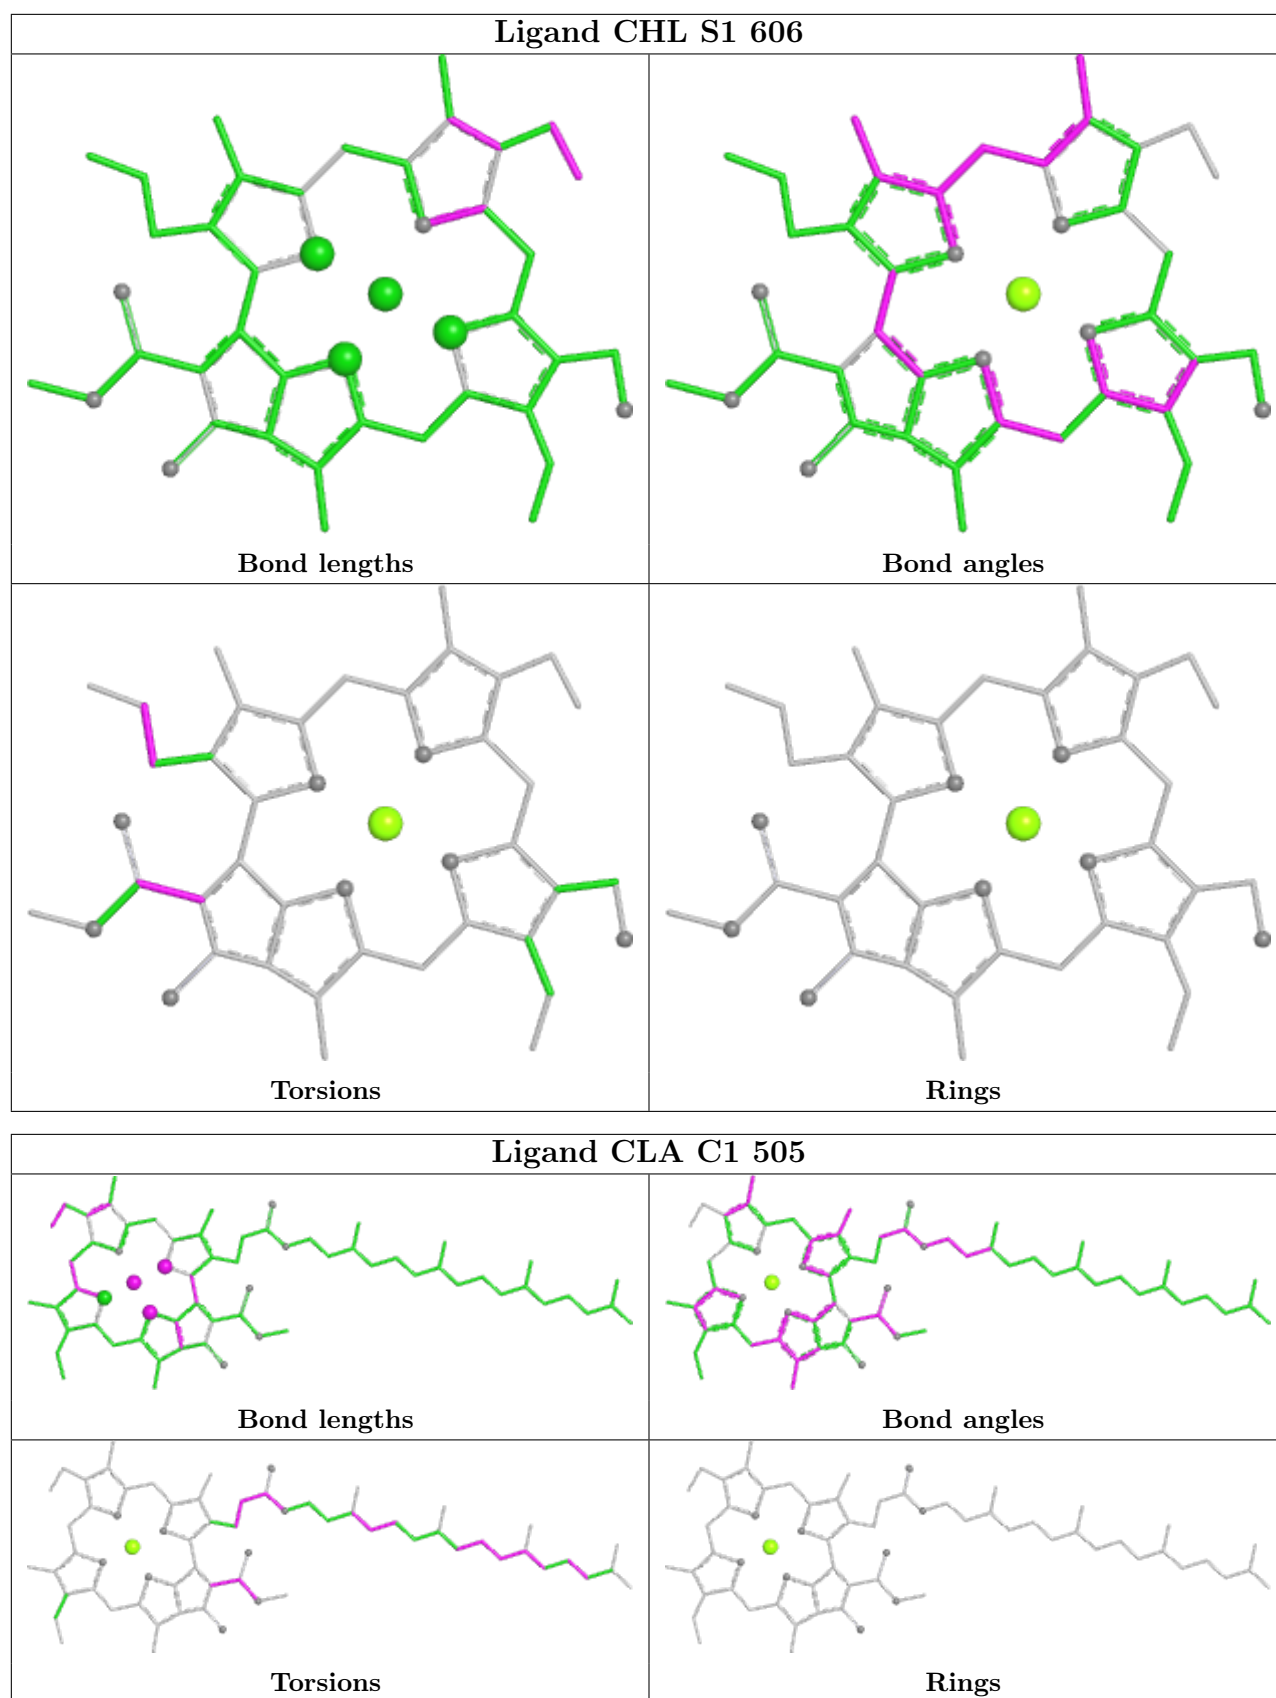 Ligand CHL S1 606
Bond lengths
Bond angles
Torsions
Rings
Ligand CLA C1 505
Bond lengths
Bond angles
Torsions
Rings